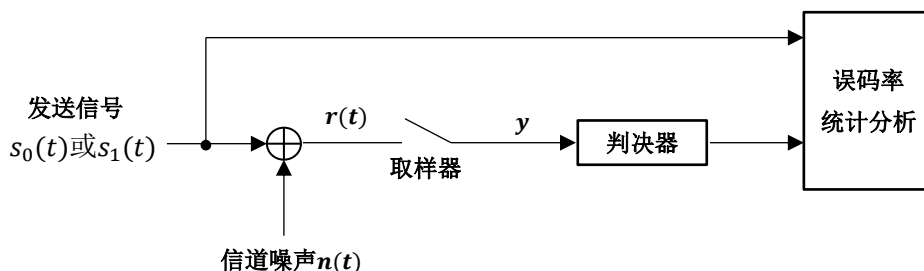 发送信号
s₀(t)或s₁(t)
r(t)
取样器
y
判决器
误码率
统计分析
信道噪声n(t)